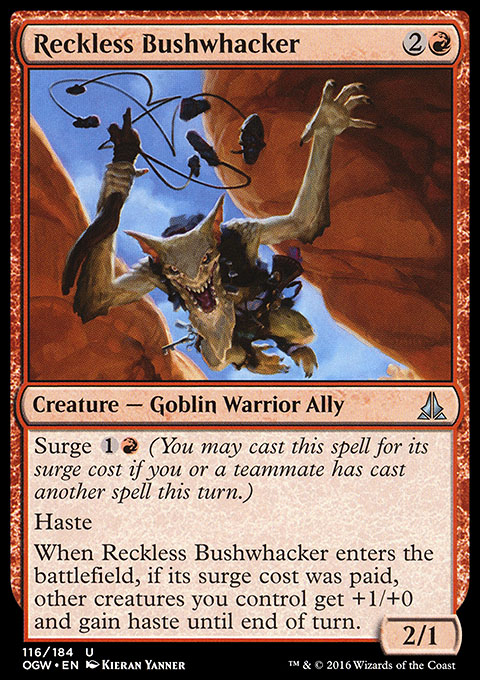 Reckless Bushwhacker 2
Creature — Goblin Warrior Ally
Surge 1 (You may cast this spell for its
surge cost if you or a teammate has cast
another spell this turn.)
Haste
When Reckless Bushwhacker enters the
battlefield, if its surge cost was paid,
other creatures you control get +1/+0
and gain haste until end of turn.
2/1
116/184 U
OGW • EN Kieran Yanner
™ & © 2016 Wizards of the Coast